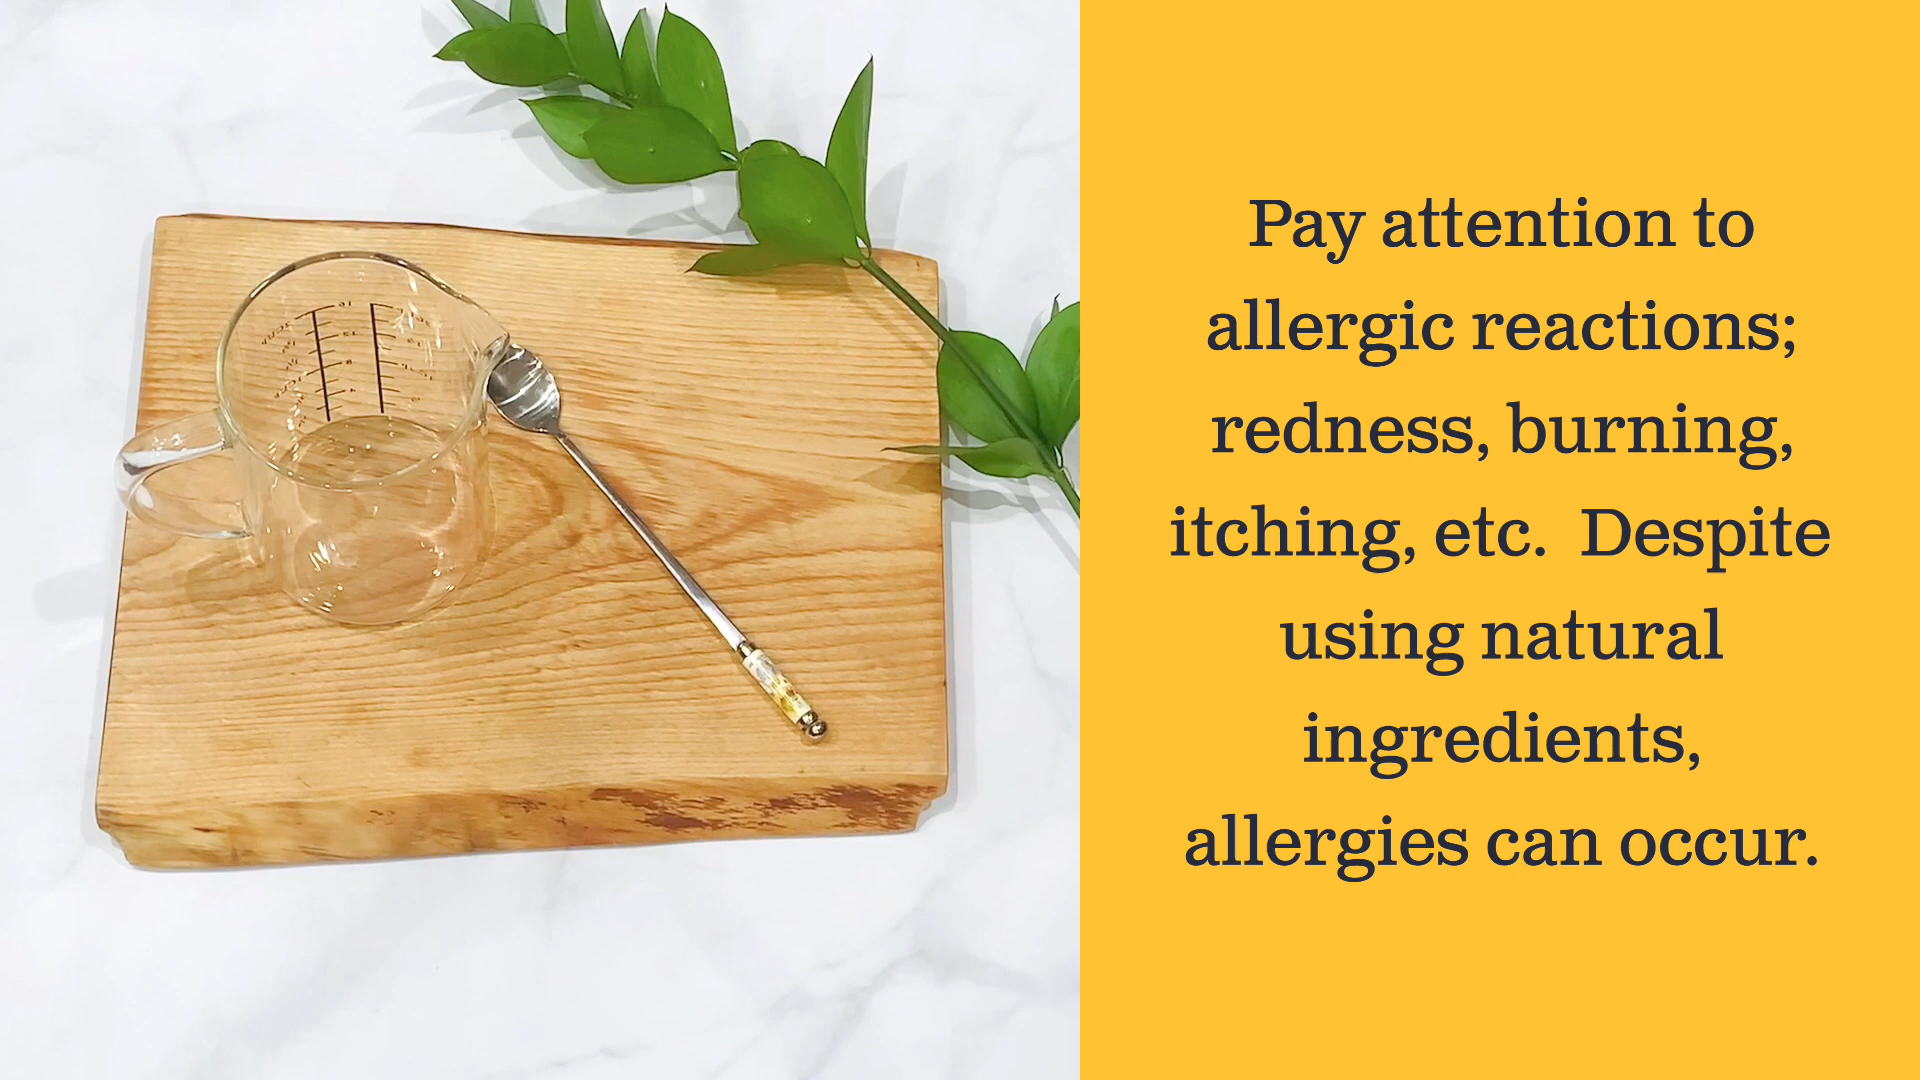 Pay attention to
allergic reactions;
redness, burning,
itching, etc.  Despite
using natural
ingredients,
allergies can occur.